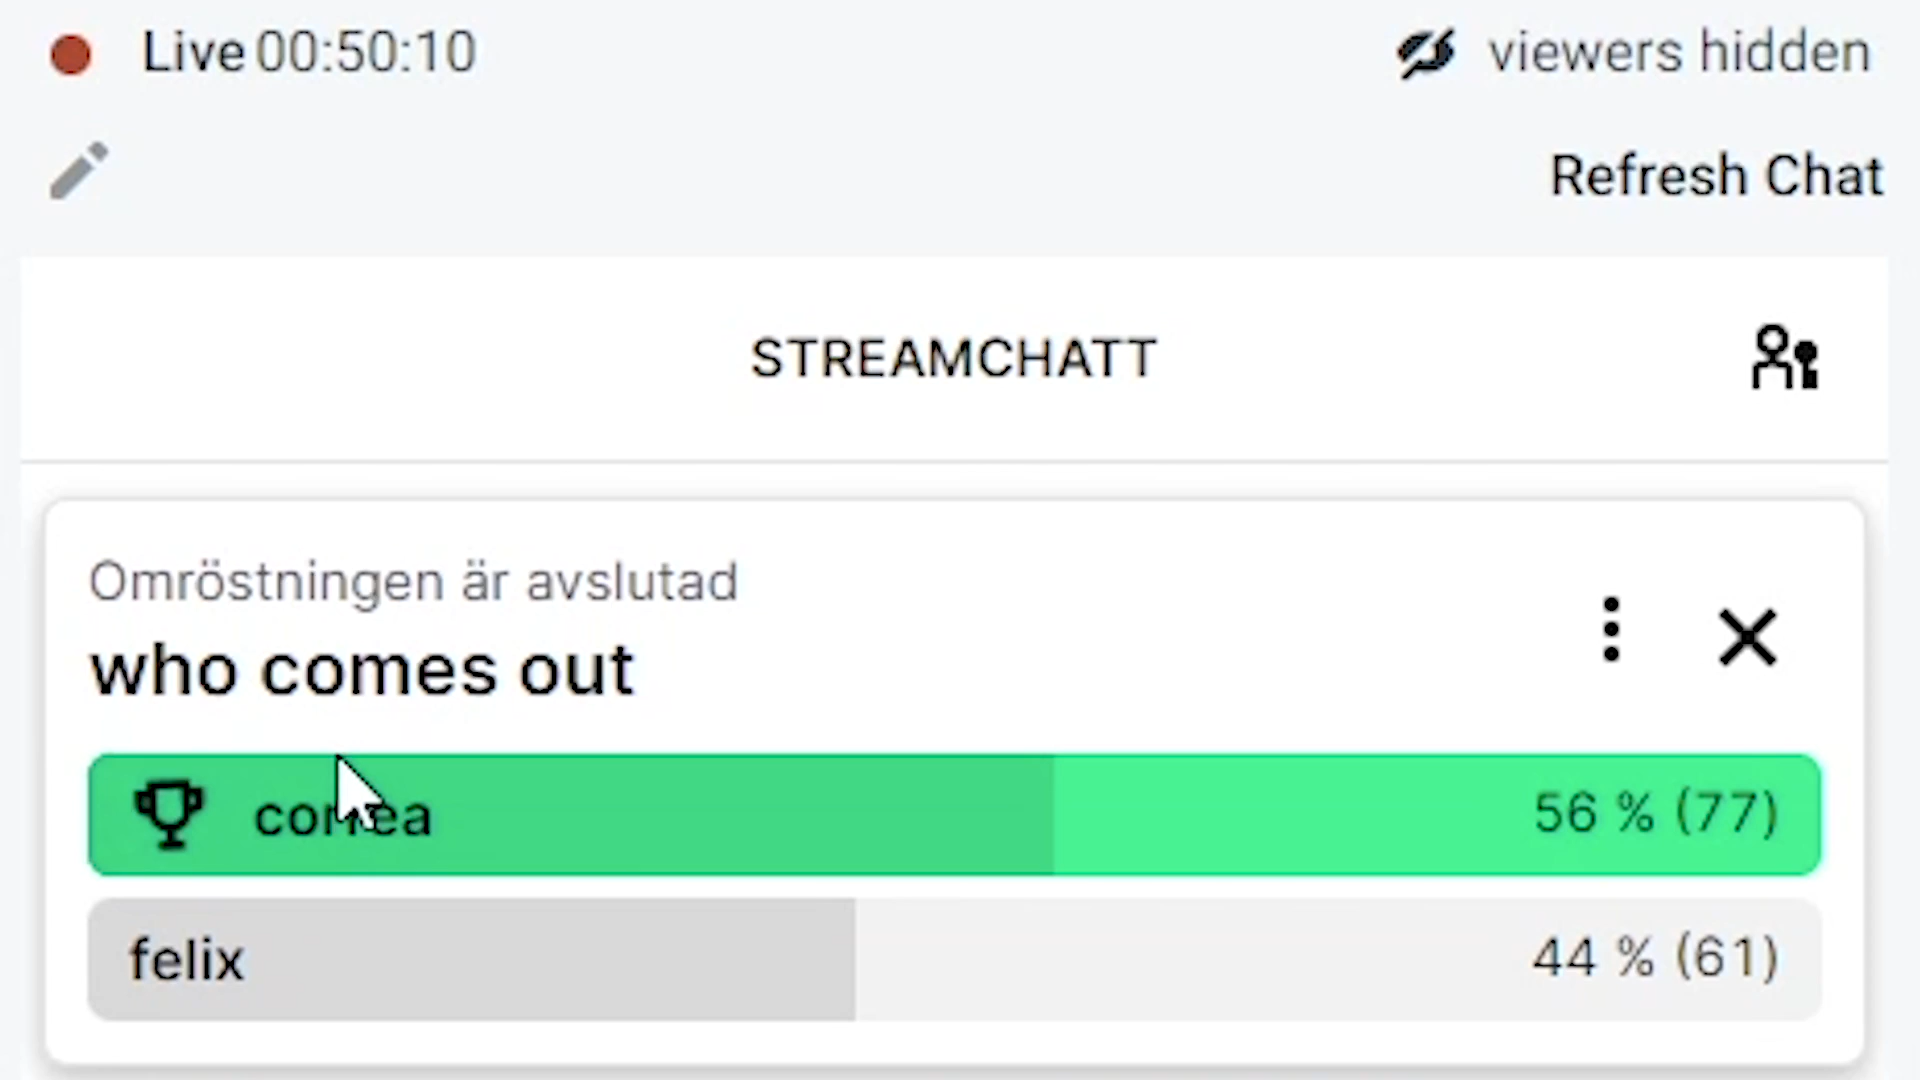 Live 00:50:10
viewers hidden
Refresh Chat
STREAMCHATT
Omröstningen är avslutad
who comes out
correa
56 % (77)
felix
44 % (61)